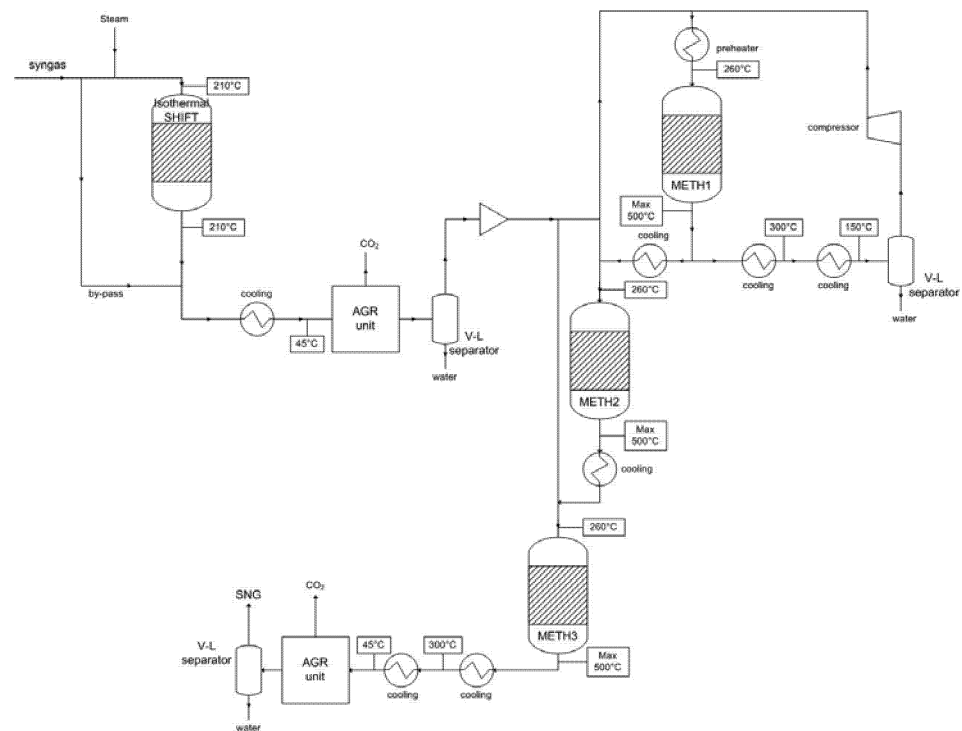 Steam
syngas
210°C
Isothermal
SHIFT
210°C
by-pass
cooling
45°C
CO2
AGR
unit
V-L
separator
water
preheater
260°C
METH1
Max
500°C
cooling
300°C
cooling
150°C
cooling
compressor
V-L
separator
water
260°C
METH2
Max
500°C
cooling
260°C
METH3
Max
500°C
cooling
300°C
cooling
45°C
CO2
AGR
unit
SNG
V-L
separator
water